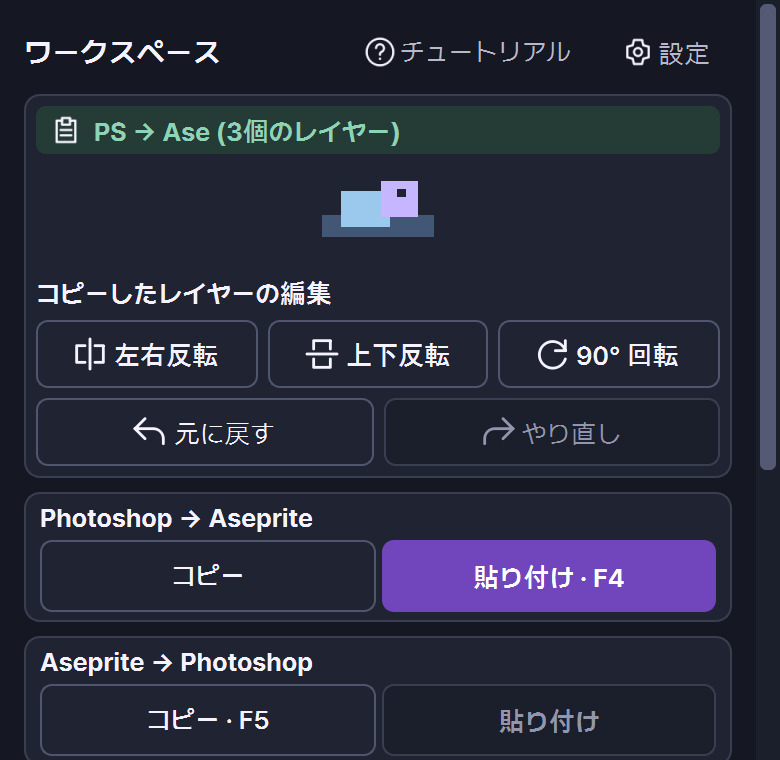 ワークスペース チュートリアル 設定
PS → Ase (3個のレイヤー)
コピーしたレイヤーの編集
左右反転 上下反転 90° 回転
元に戻す やり直し
Photoshop → Aseprite
コピー 貼り付け · F4
Aseprite → Photoshop
コピー · F5 貼り付け